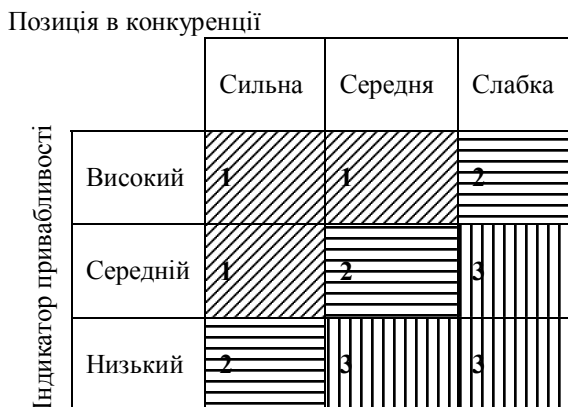 Позиція в конкуренції
Сильна Середня Слабка
Індикатор привабливості
Високий 1 1 2
Середній 1 2 3
Низький 2 3 3